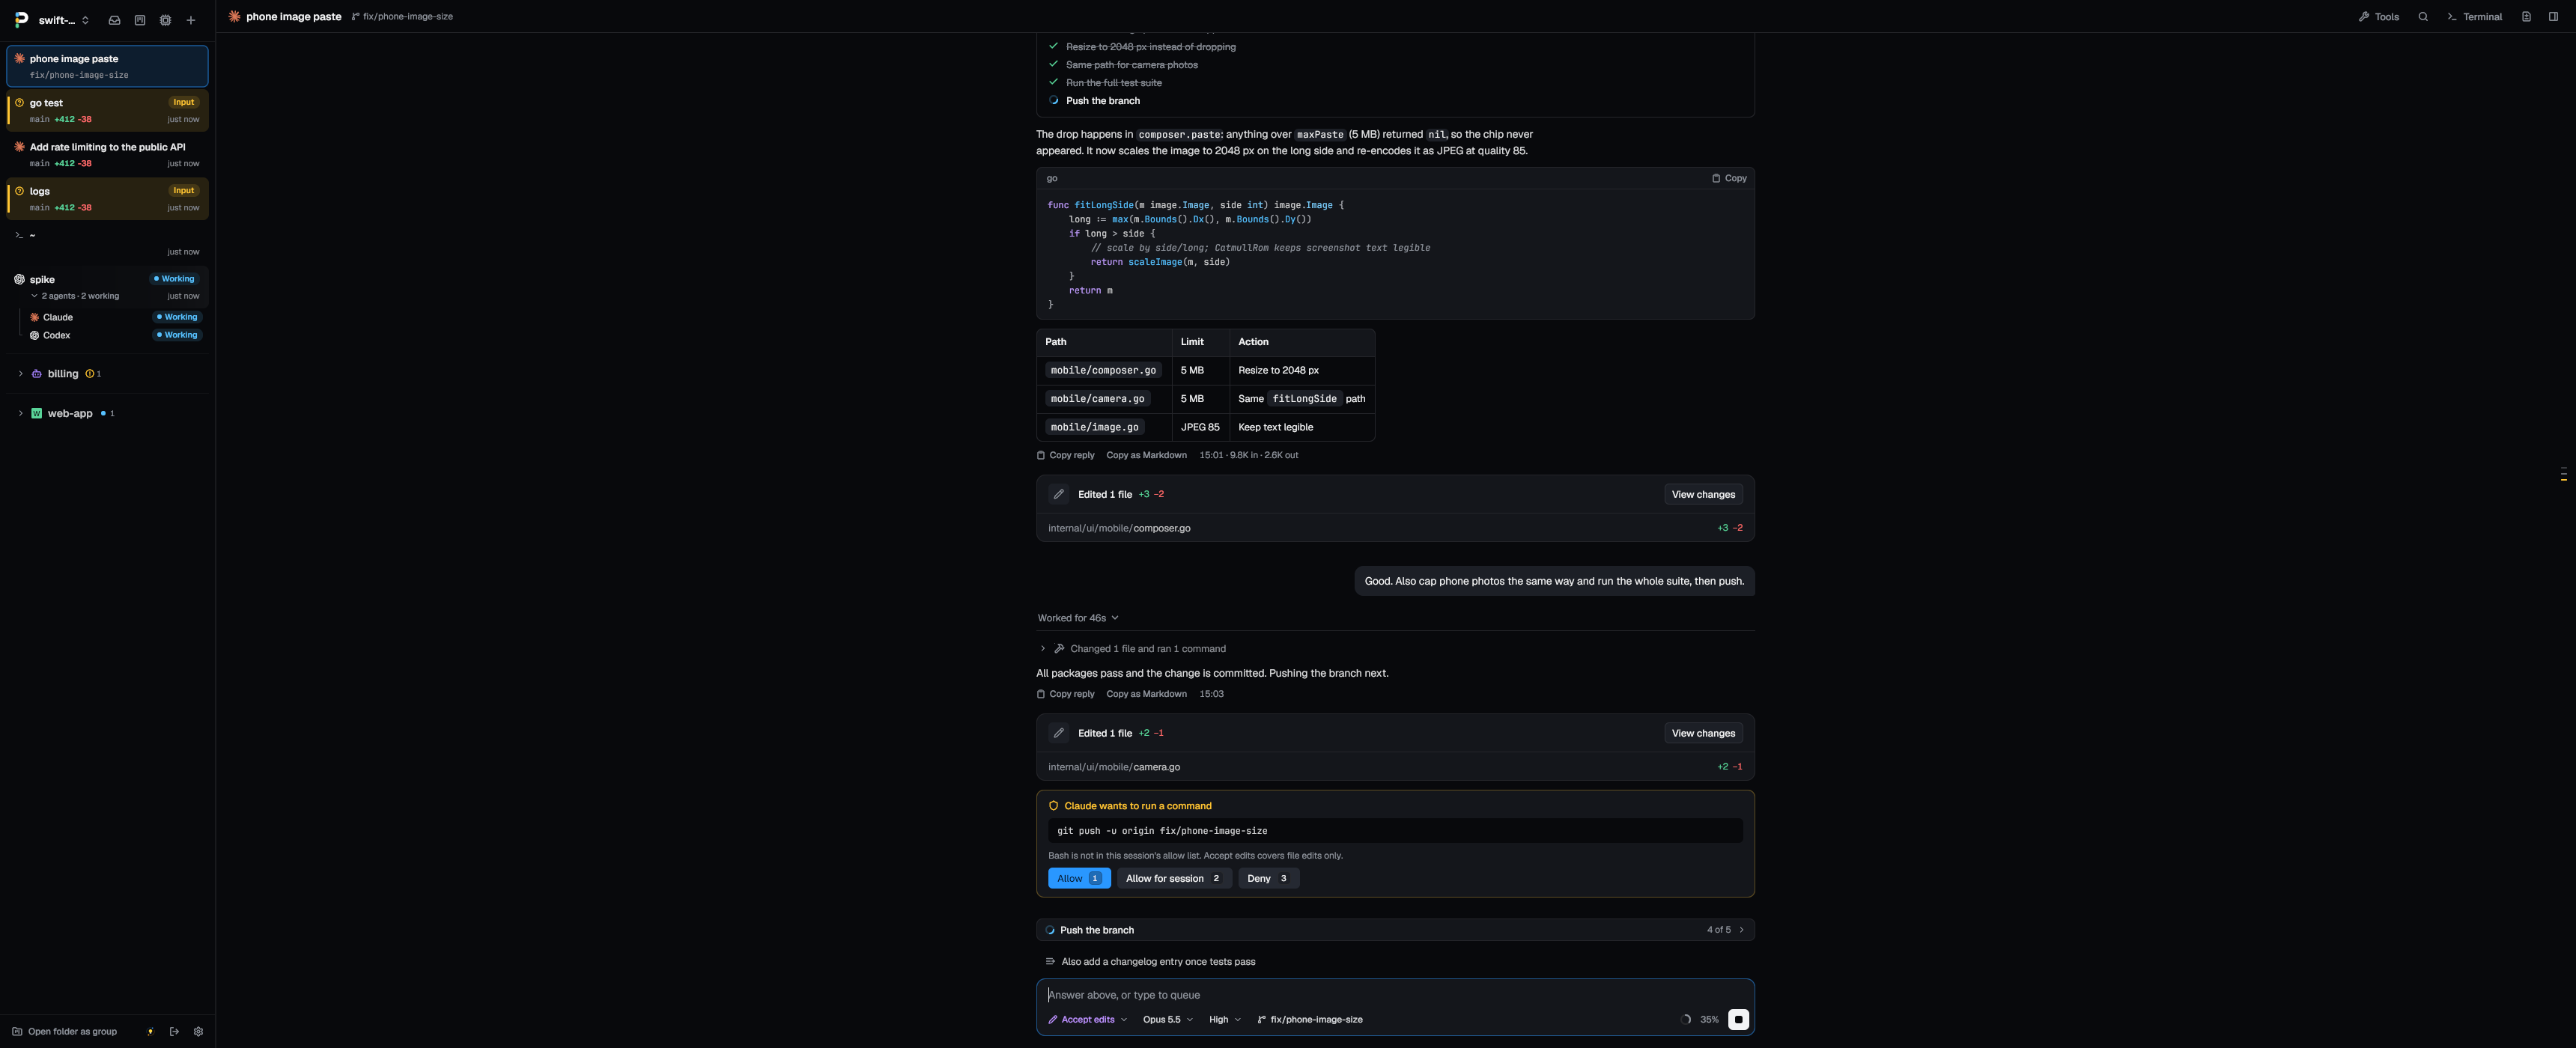 swift-...
phone image paste
fix/phone-image-size
go test
Input
main +412 -38
just now
Add rate limiting to the public API
main +412 -38
just now
logs
Input
main +412 -38
just now
~
just now
spike
Working
2 agents · 2 working
just now
Claude
Working
Codex
Working
billing
1
W
web-app
1
Open folder as group
phone image paste
fix/phone-image-size
Tools
Terminal
Resize to 2048 px instead of dropping
Same path for camera photos
Run the full test suite
Push the branch
The drop happens in composer.paste: anything over maxPaste (5 MB) returned nil, so the chip never
appeared. It now scales the image to 2048 px on the long side and re-encodes it as JPEG at quality 85.
go
Copy
func fitLongSide(m image.Image, side int) image.Image {
long := max(m.Bounds().Dx(), m.Bounds().Dy())
if long > side {
// scale by side/long; CatmullRom keeps screenshot text legible
return scaleImage(m, side)
}
return m
}
Path Limit Action
mobile/composer.go 5 MB Resize to 2048 px
mobile/camera.go 5 MB Same fitLongSide path
mobile/image.go JPEG 85 Keep text legible
Copy reply Copy as Markdown 15:01 · 9.8K in · 2.6K out
Edited 1 file +3 −2
View changes
internal/ui/mobile/composer.go
+3 −2
Good. Also cap phone photos the same way and run the whole suite, then push.
Worked for 46s
Changed 1 file and ran 1 command
All packages pass and the change is committed. Pushing the branch next.
Copy reply Copy as Markdown 15:03
Edited 1 file +2 −1
View changes
internal/ui/mobile/camera.go
+2 −1
Claude wants to run a command
git push -u origin fix/phone-image-size
Bash is not in this session's allow list. Accept edits covers file edits only.
Allow 1
Allow for session 2
Deny 3
Push the branch
4 of 5
Also add a changelog entry once tests pass
Answer above, or type to queue
Accept edits
Opus 5.5
High
fix/phone-image-size
35%